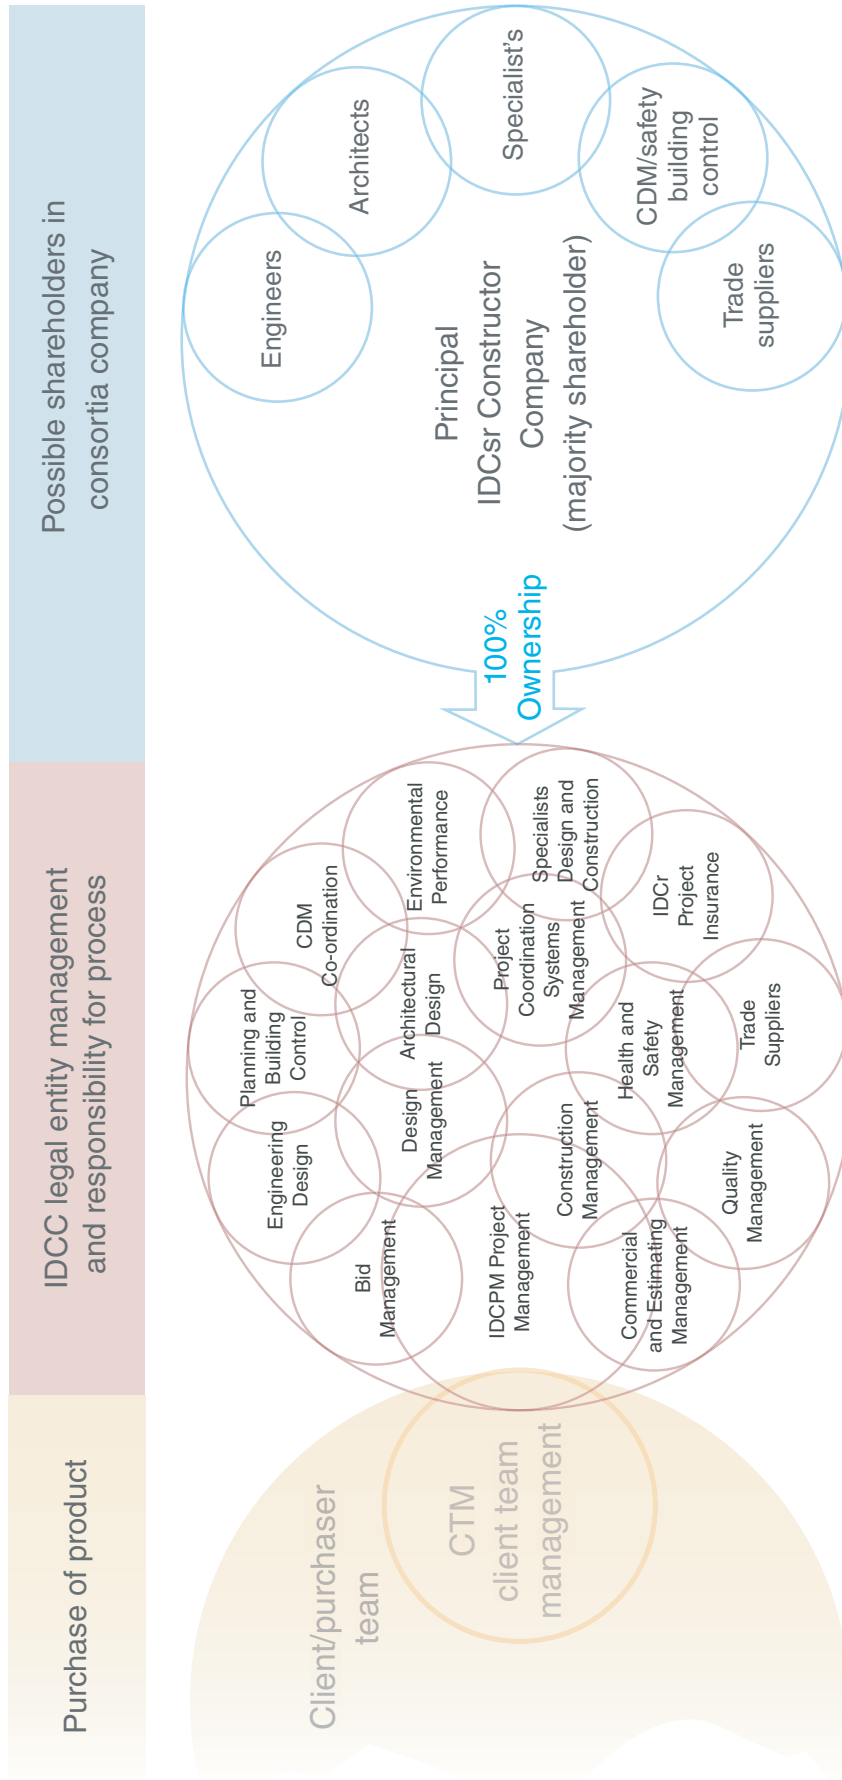 Purchase of product
IDCC legal entity management
and responsibility for process
Possible shareholders in
consortia company
Client/purchaser
team
CTM
client team
management
Bid
Management
Engineering
Design
Planning and
Building
Control
CDM
Co-ordination
Environmental
Performance
Specialists
Design and
Construction
IDCr
Project
Insurance
Trade
Suppliers
Quality
Management
Commercial
and Estimating
Management
IDCPM Project
Management
Design
Management
Architectural
Design
Project
Coordination
Systems
Management
Health and
Safety
Management
Construction
Management
100%
Ownership
Principal
IDCsr Constructor
Company
(majority shareholder)
Engineers
Architects
Specialist’s
CDM/safety
building
control
Trade
suppliers